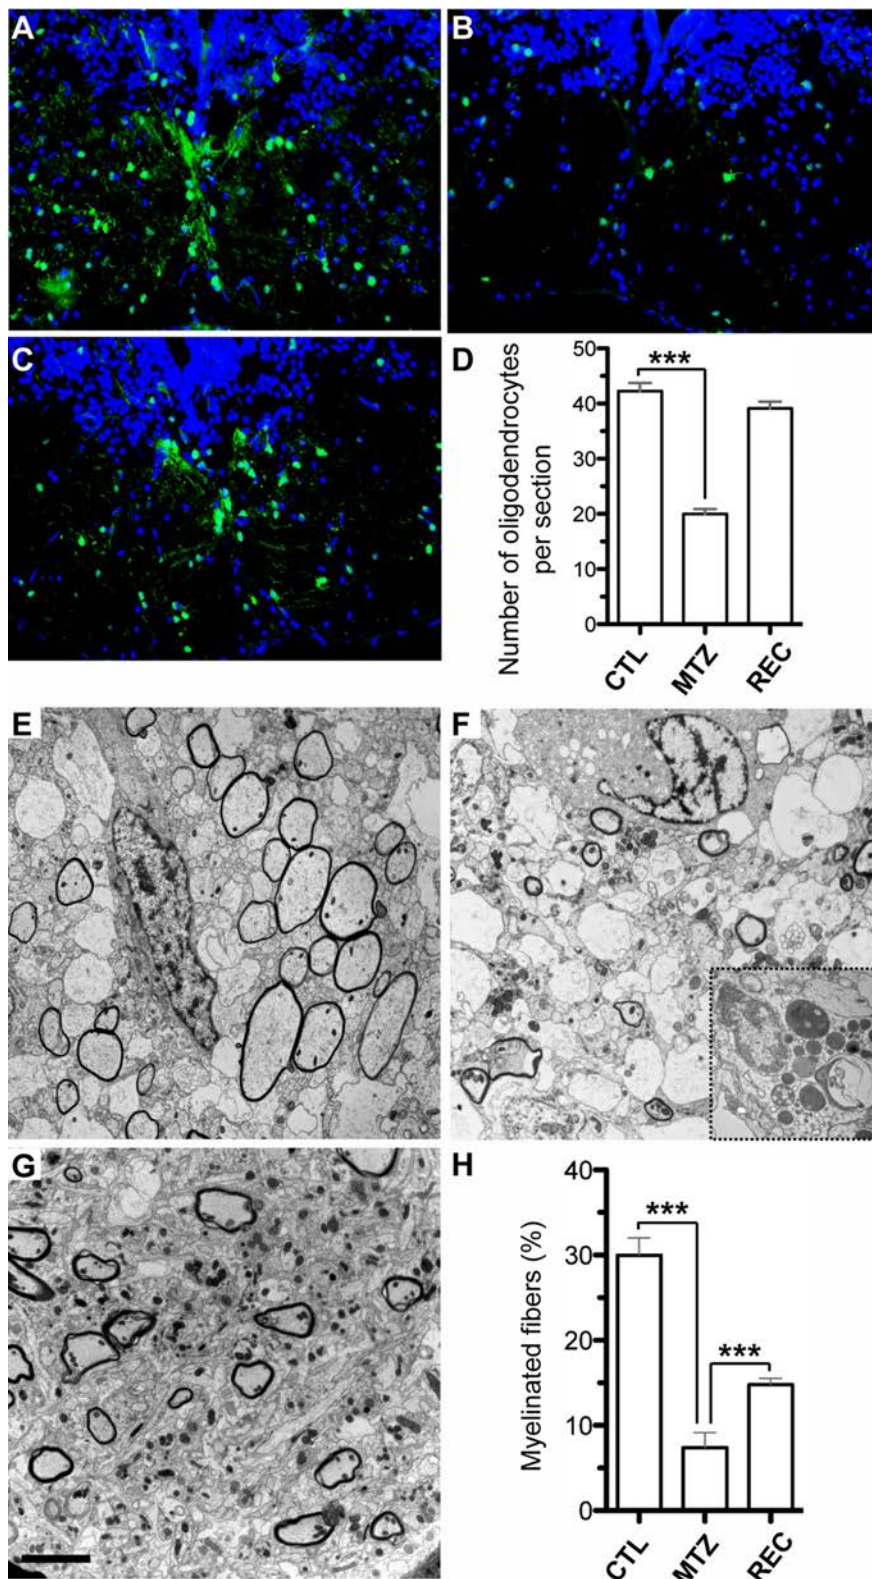 A
B
C
D
Number of oligodendrocytes
per section
50
40
30
20
10
0
***
CTL
MTZ
REC
E
F
G
H
Myelinated fibers (%)
40
30
20
10
0
***
***
CTL
MTZ
REC